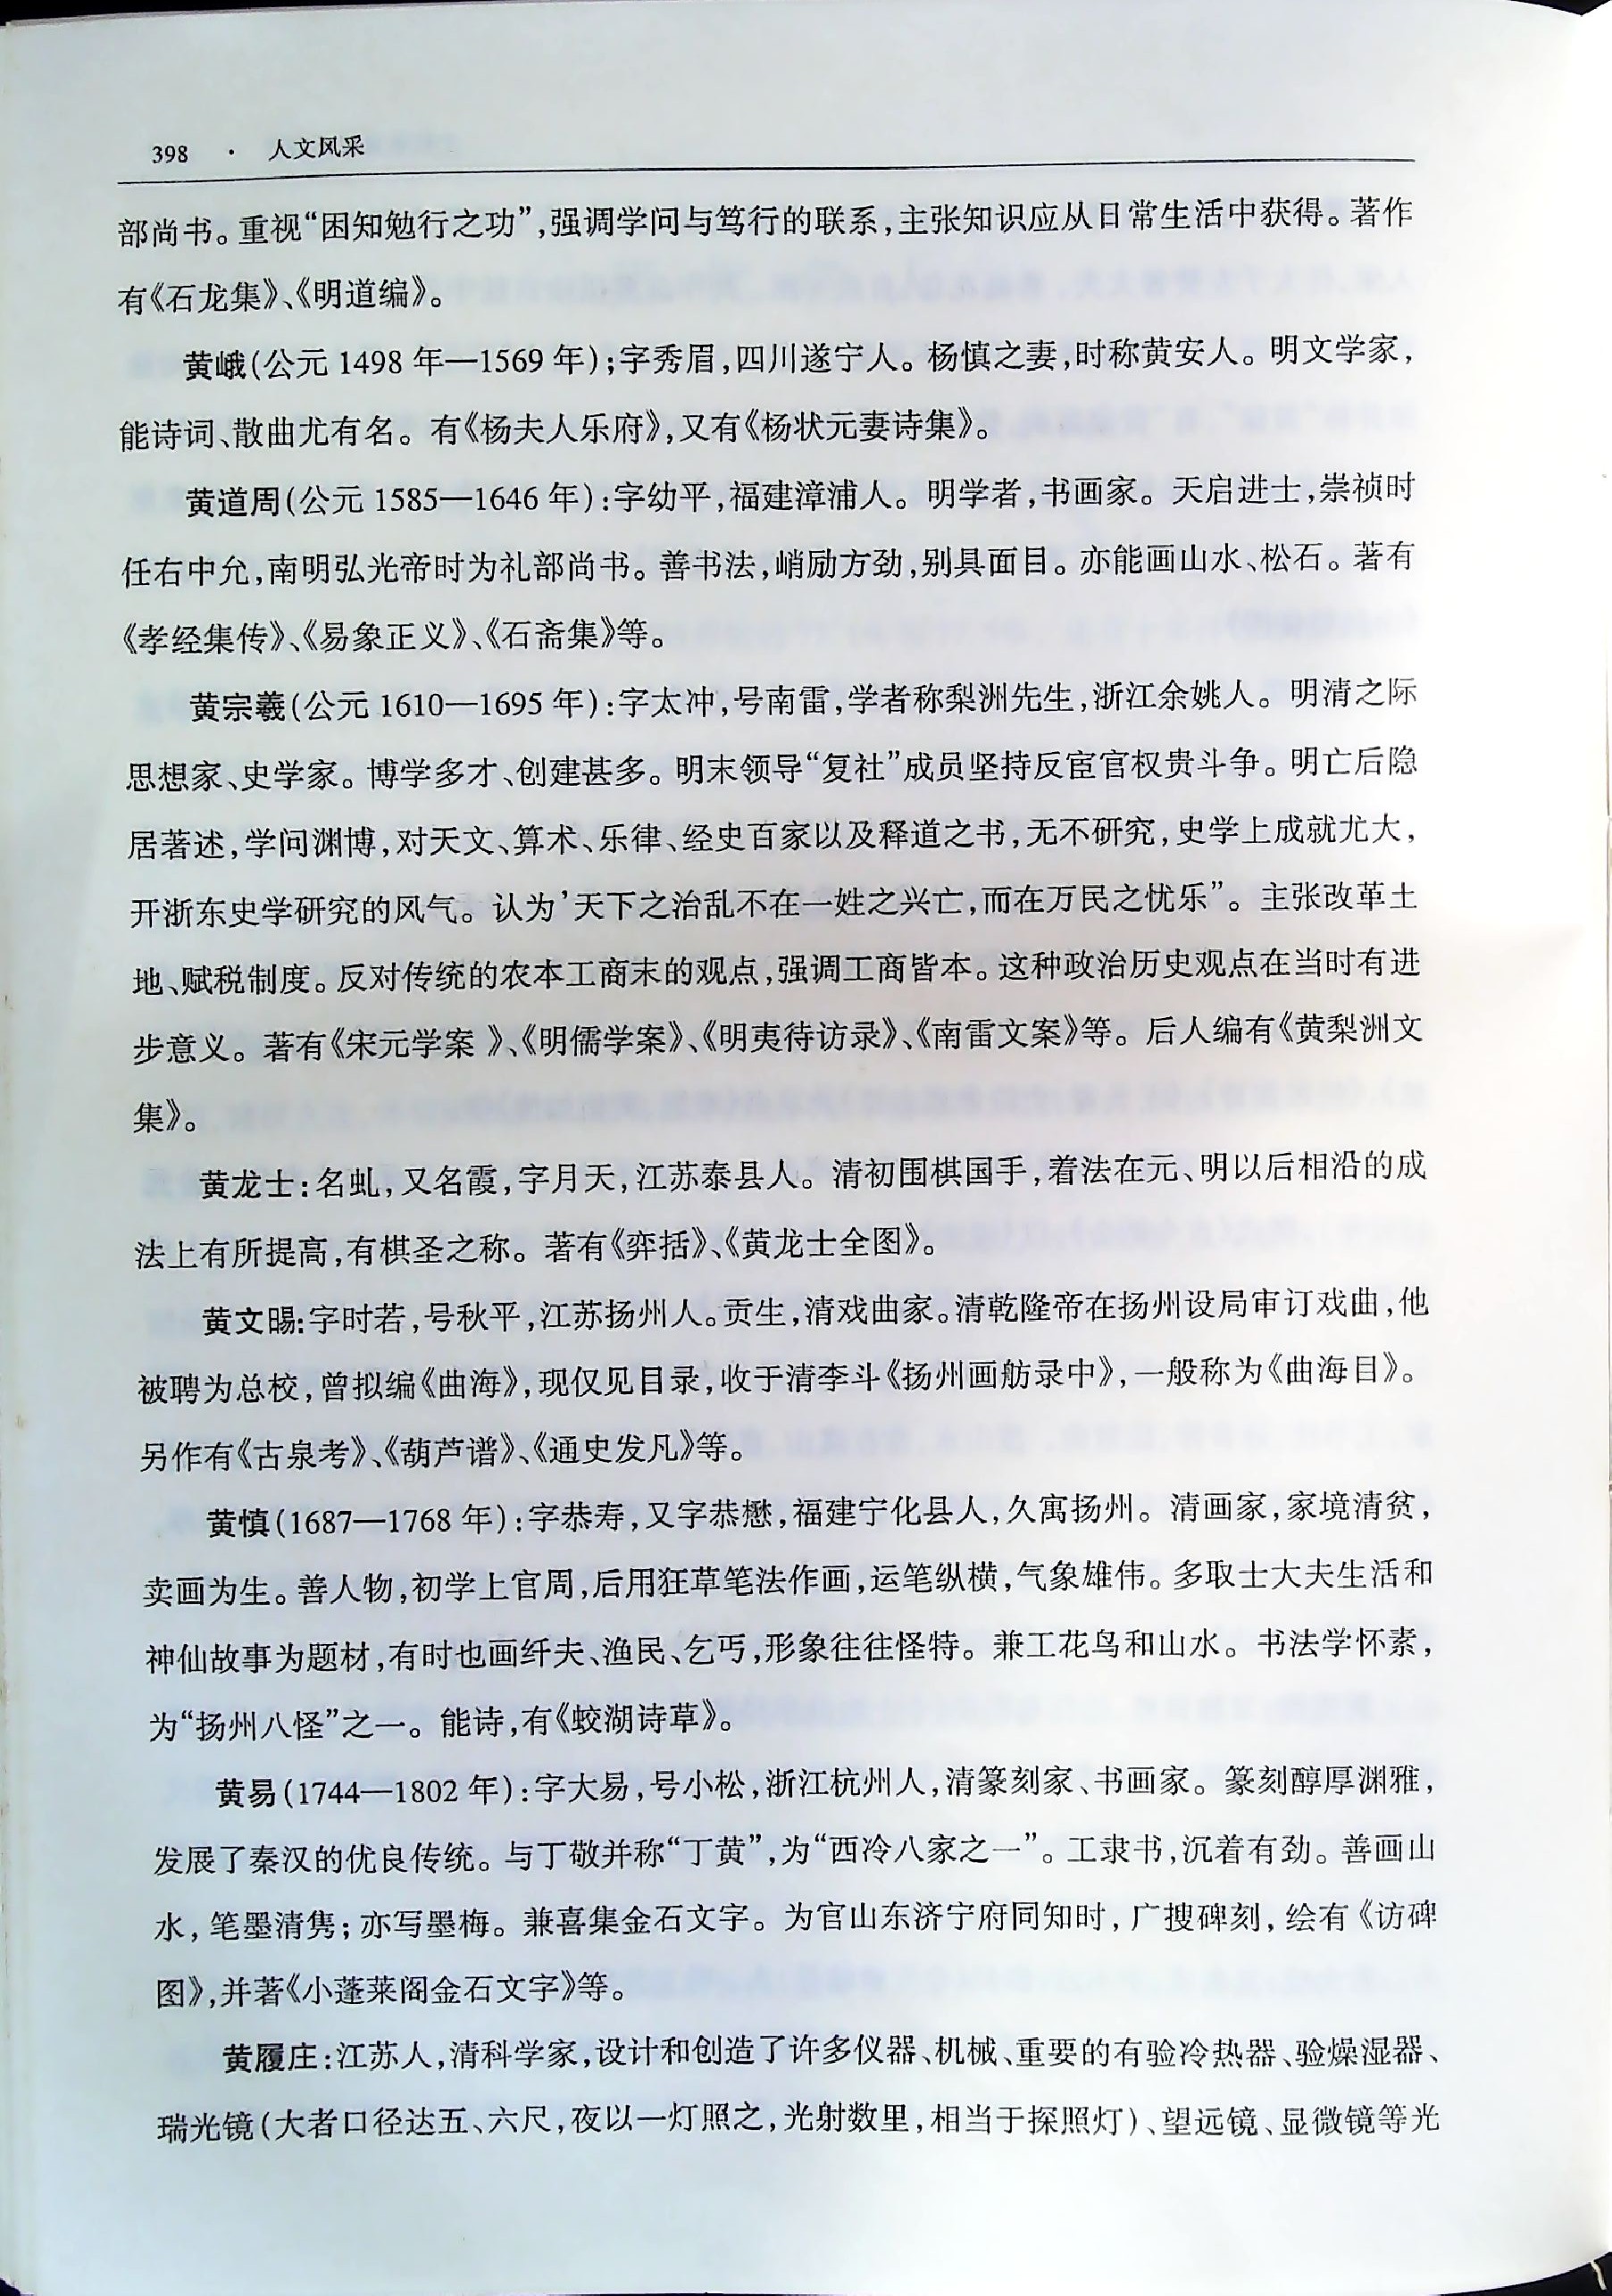 398 · 人文风采
部尚书。重视“困知勉行之功”,强调学问与笃行的联系,主张知识应从日常生活中获得。著作
有《石龙集》、《明道编》。
黄峨(公元 1498 年—1569 年);字秀眉,四川遂宁人。杨慎之妻,时称黄安人。明文学家,
能诗词、散曲尤有名。有《杨夫人乐府》,又有《杨状元妻诗集》。
黄道周(公元 1585—1646 年):字幼平,福建漳浦人。明学者,书画家。天启进士,崇祯时
任右中允,南明弘光帝时为礼部尚书。善书法,峭励方劲,别具面目。亦能画山水、松石。著有
《孝经集传》、《易象正义》、《石斋集》等。
黄宗羲(公元 1610—1695 年):字太冲,号南雷,学者称梨洲先生,浙江余姚人。明清之际
思想家、史学家。博学多才、创建甚多。明末领导“复社”成员坚持反宦官权贵斗争。明亡后隐
居著述,学问渊博,对天文、算术、乐律、经史百家以及释道之书,无不研究,史学上成就尤大,
开浙东史学研究的风气。认为’天下之治乱不在一姓之兴亡,而在万民之忧乐”。主张改革土
地、赋税制度。反对传统的农本工商末的观点,强调工商皆本。这种政治历史观点在当时有进
步意义。著有《宋元学案 》、《明儒学案》、《明夷待访录》、《南雷文案》等。后人编有《黄梨洲文
集》。
黄龙士:名虬,又名霞,字月天,江苏泰县人。清初围棋国手,着法在元、明以后相沿的成
法上有所提高,有棋圣之称。著有《弈括》、《黄龙士全图》。
黄文暘:字时若,号秋平,江苏扬州人。贡生,清戏曲家。清乾隆帝在扬州设局审订戏曲,他
被聘为总校,曾拟编《曲海》,现仅见目录,收于清李斗《扬州画舫录中》,一般称为《曲海目》。
另作有《古泉考》、《葫芦谱》、《通史发凡》等。
黄慎(1687—1768 年):字恭寿,又字恭懋,福建宁化县人,久寓扬州。清画家,家境清贫,
卖画为生。善人物,初学上官周,后用狂草笔法作画,运笔纵横,气象雄伟。多取士大夫生活和
神仙故事为题材,有时也画纤夫、渔民、乞丐,形象往往怪特。兼工花鸟和山水。书法学怀素,
为“扬州八怪”之一。能诗,有《蛟湖诗草》。
黄易(1744—1802 年):字大易,号小松,浙江杭州人,清篆刻家、书画家。篆刻醇厚渊雅,
发展了秦汉的优良传统。与丁敬并称“丁黄”,为“西冷八家之一”。工隶书,沉着有劲。善画山
水,笔墨清隽;亦写墨梅。兼喜集金石文字。为官山东济宁府同知时,广搜碑刻,绘有《访碑
图》,并著《小蓬莱阁金石文字》等。
黄履庄:江苏人,清科学家,设计和创造了许多仪器、机械、重要的有验冷热器、验燥湿器、
瑞光镜(大者口径达五、六尺,夜以一灯照之,光射数里,相当于探照灯)、望远镜、显微镜等光